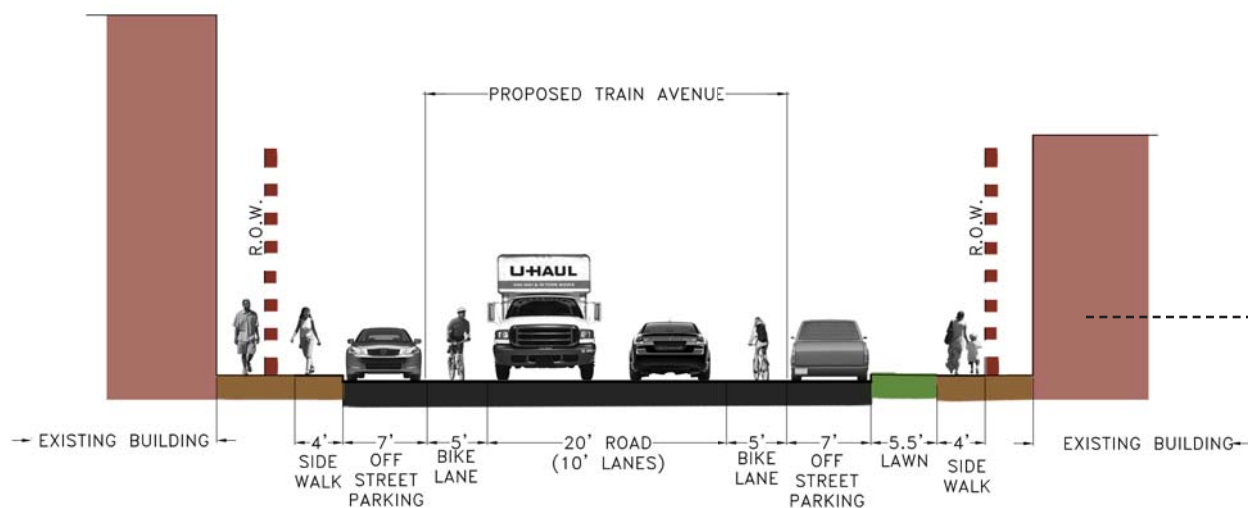 PROPOSED TRAIN AVENUE
R.O.W.
R.O.W.
U-HAUL
EXISTING BUILDING
4'
SIDE
WALK
7'
OFF
STREET
PARKING
5'
BIKE
LANE
20' ROAD
(10' LANES)
5'
BIKE
LANE
7'
OFF
STREET
PARKING
5.5'
LAWN
4'
SIDE
WALK
EXISTING BUILDING